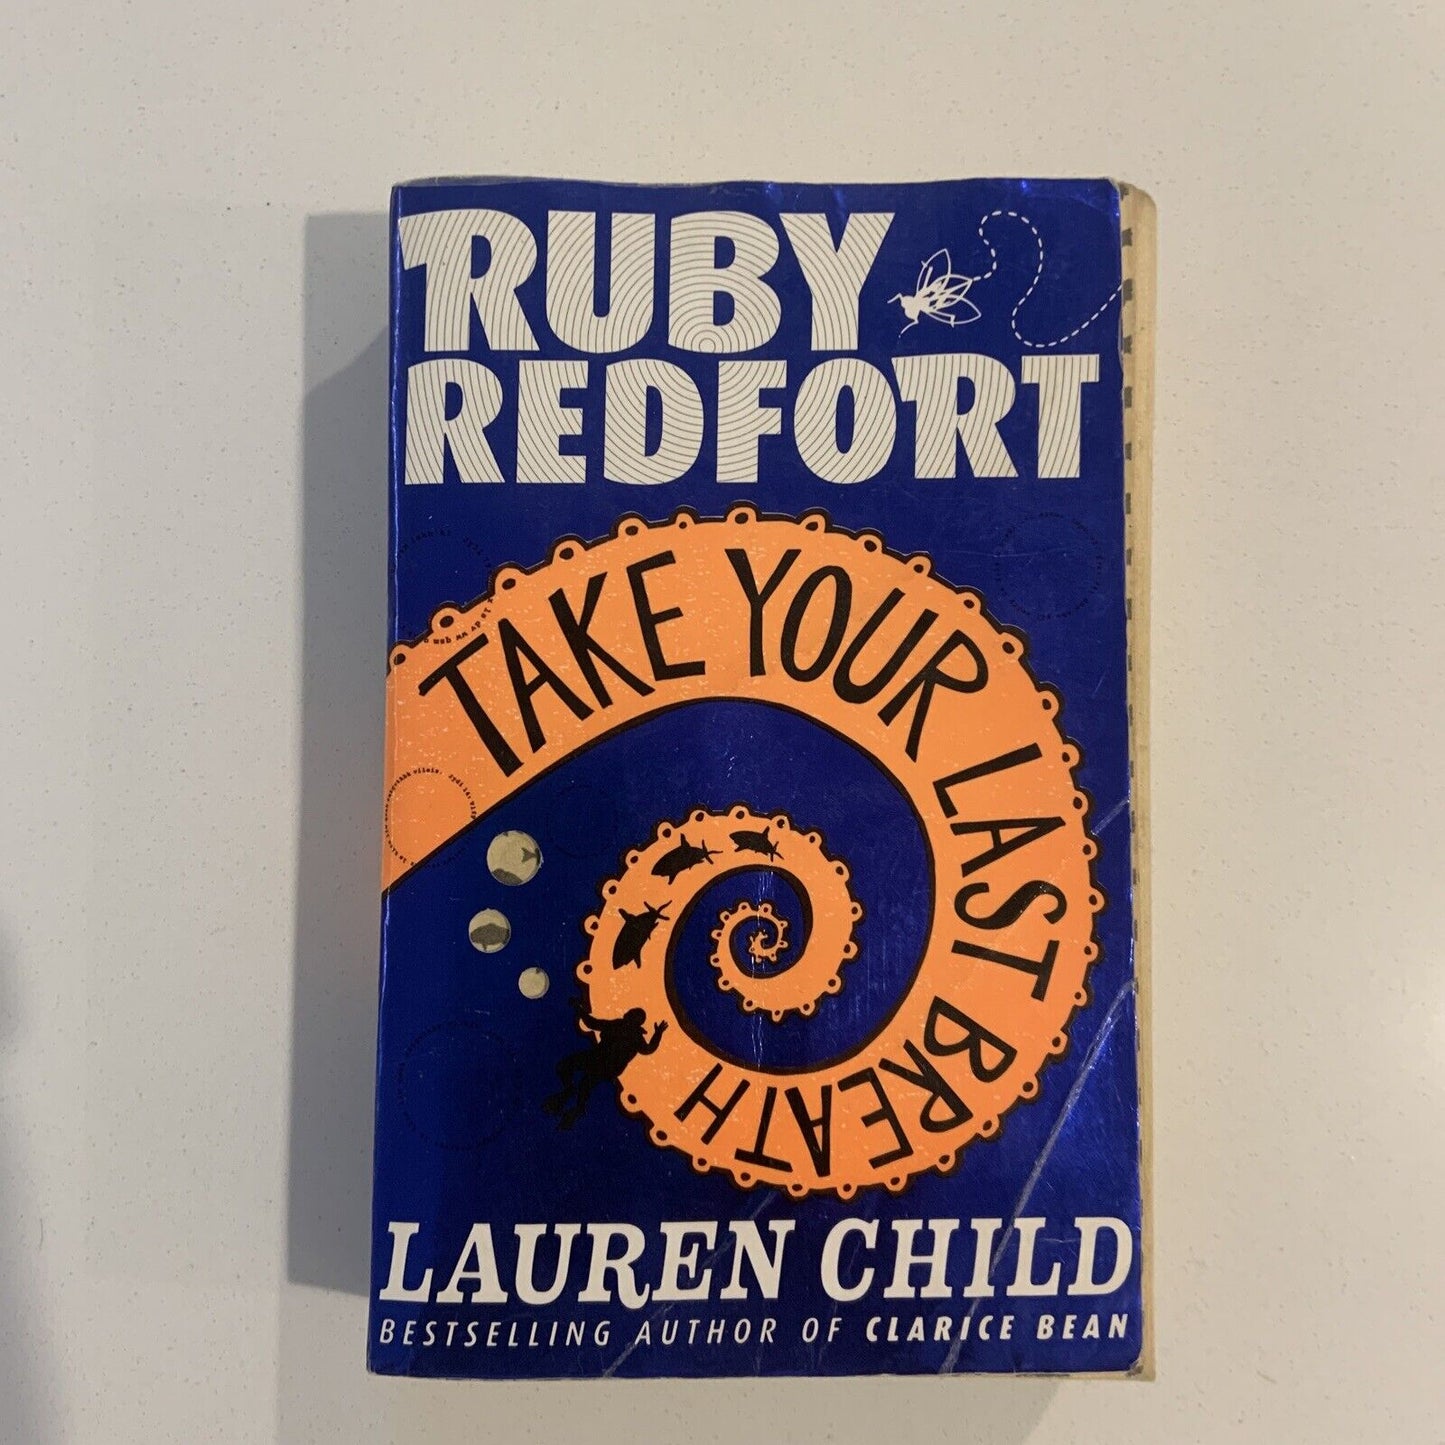 RUBY
REDFORT
TAKE YOUR LAST BREATH
LAUREN CHILD
BESTSELLING AUTHOR OF CLARICE BEAN